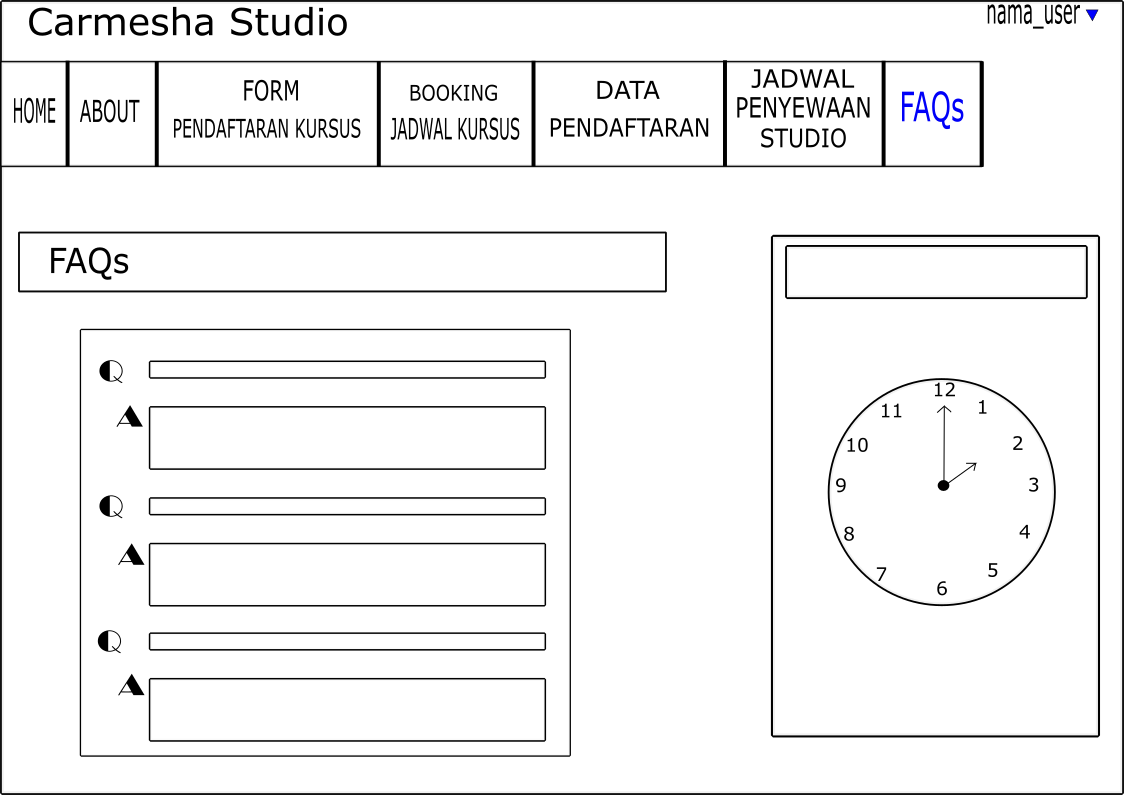 Carmesha Studio
nama_user
HOME
ABOUT
FORM
PENDAFTARAN KURSUS
BOOKING
JADWAL KURSUS
DATA
PENDAFTARAN
JADWAL
PENYEWAAN
STUDIO
FAQs
FAQs
Q
A
Q
A
Q
A
12
1
2
3
4
5
6
7
8
9
10
11